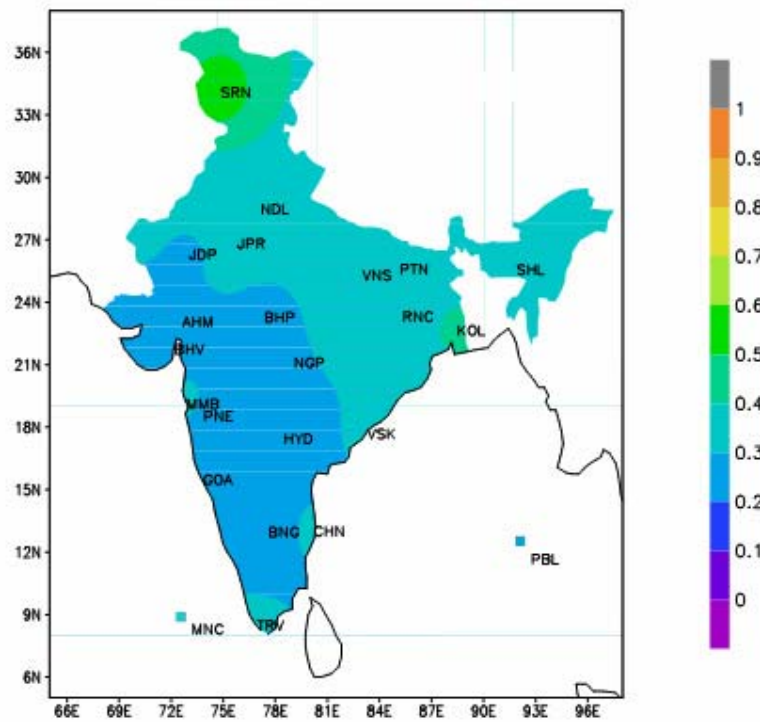 36N
33N
30N
27N
24N
21N
18N
15N
12N
9N
6N
SRN
NDL
JPR
JDP
VNS
PTN
SHL
AHM
BHP
RNC
KOL
BHV
NGP
MMB
PNE
HYD
VSK
GOA
BNG
CHN
PBL
MNC
TRV
66E 69E 72E 75E 78E 81E 84E 87E 90E 93E 96E
1
0.9
0.8
0.7
0.6
0.5
0.4
0.3
0.2
0.1
0